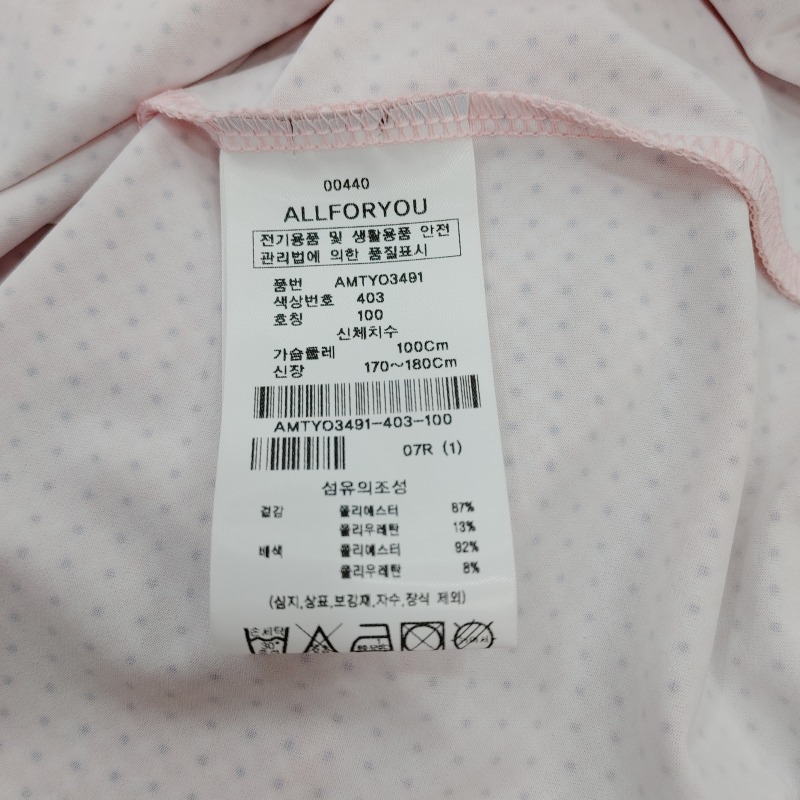 00440
ALLFORYOU
전기용품 및 생활용품 안전
관리법에 의한 품질표시
품번 AMTYO3491
색상번호 403
호칭 100
신체치수
가슴둘레 100Cm
신장 170~180Cm
AMTYO3491-403-100
07R (1)
섬유의조성
겉감 폴리에스터 87%
폴리우레탄 13%
배색 폴리에스터 92%
폴리우레탄 8%
(심지,상표,보강재,자수,장식 제외)
손세탁
30°